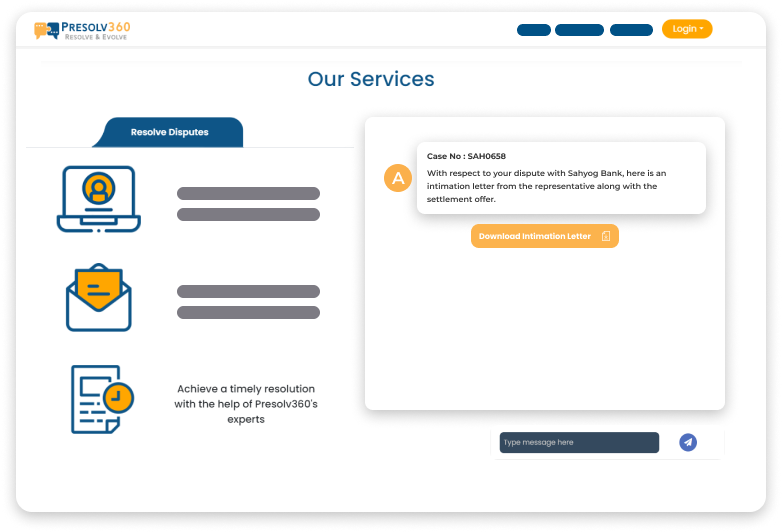 PRESOLV360
RESOLVE & EVOLVE
Login
Our Services
Resolve Disputes
Achieve a timely resolution
with the help of Presolv360's
experts
A
Case No : SAH0658
With respect to your dispute with Sahyog Bank, here is an
intimation letter from the representative along with the
settlement offer.
Download Intimation Letter
Type message here